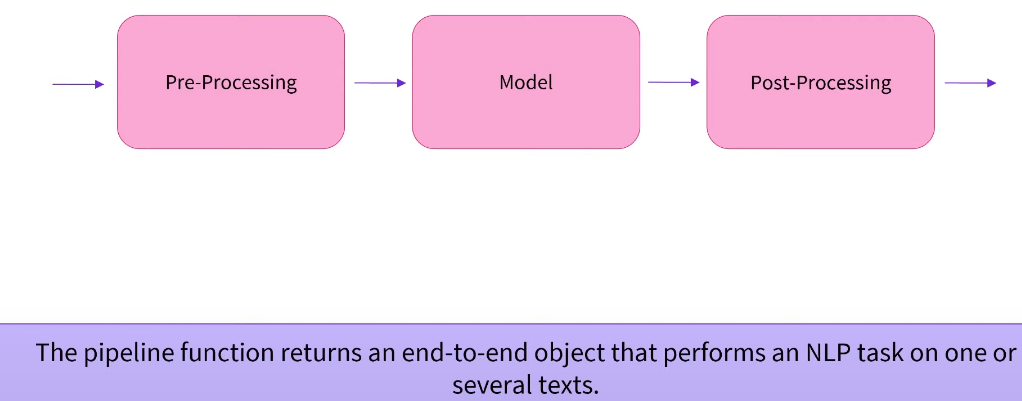 Pre-Processing
Model
Post-Processing
The pipeline function returns an end-to-end object that performs an NLP task on one or
several texts.